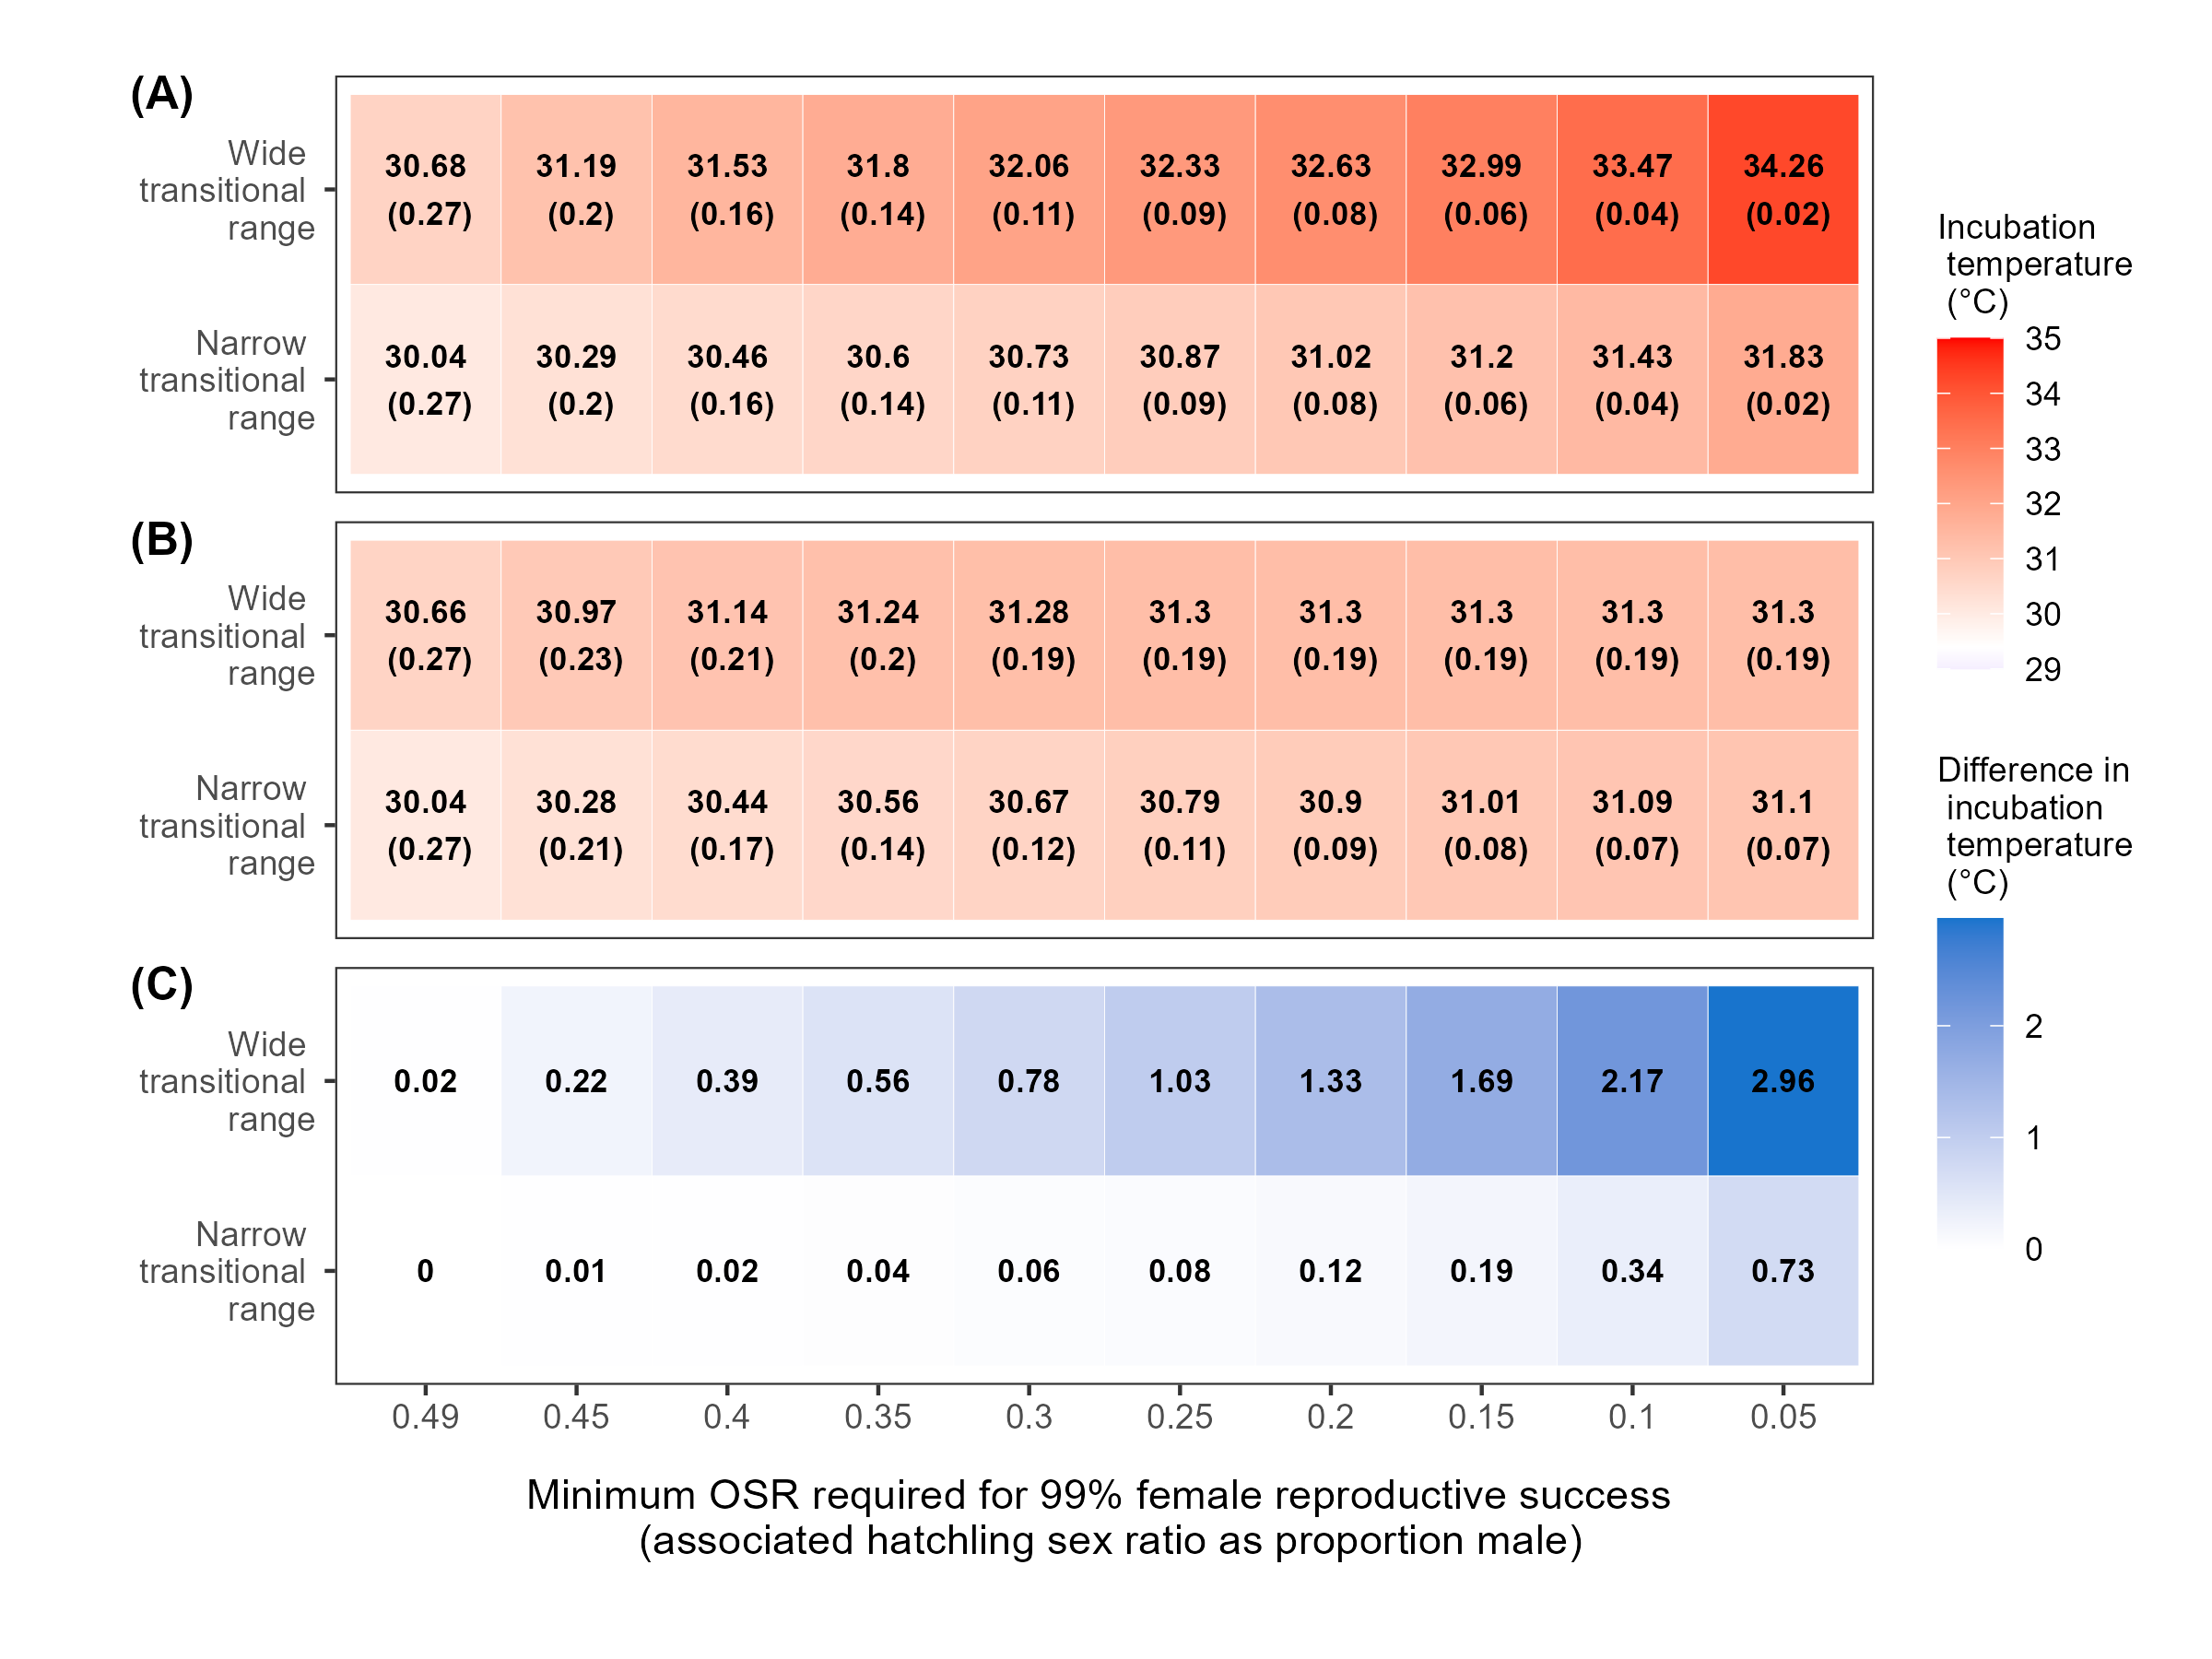 (A)
Wide
transitional
range
30.68 31.19 31.53 31.8 32.06 32.33 32.63 32.99 33.47 34.26
(0.27) (0.2) (0.16) (0.14) (0.11) (0.09) (0.08) (0.06) (0.04) (0.02)
Narrow
transitional
range
30.04 30.29 30.46 30.6 30.73 30.87 31.02 31.2 31.43 31.83
(0.27) (0.2) (0.16) (0.14) (0.11) (0.09) (0.08) (0.06) (0.04) (0.02)
(B)
Wide
transitional
range
30.66 30.97 31.14 31.24 31.28 31.3 31.3 31.3 31.3 31.3
(0.27) (0.23) (0.21) (0.2) (0.19) (0.19) (0.19) (0.19) (0.19) (0.19)
Narrow
transitional
range
30.04 30.28 30.44 30.56 30.67 30.79 30.9 31.01 31.09 31.1
(0.27) (0.21) (0.17) (0.14) (0.12) (0.11) (0.09) (0.08) (0.07) (0.07)
(C)
Wide
transitional
range
0.02 0.22 0.39 0.56 0.78 1.03 1.33 1.69 2.17 2.96
Narrow
transitional
range
0 0.01 0.02 0.04 0.06 0.08 0.12 0.19 0.34 0.73
0.49 0.45 0.4 0.35 0.3 0.25 0.2 0.15 0.1 0.05
Minimum OSR required for 99% female reproductive success
(associated hatchling sex ratio as proportion male)
Incubation
temperature
(°C)
35
34
33
32
31
30
29
Difference in
incubation
temperature
(°C)
2
1
0